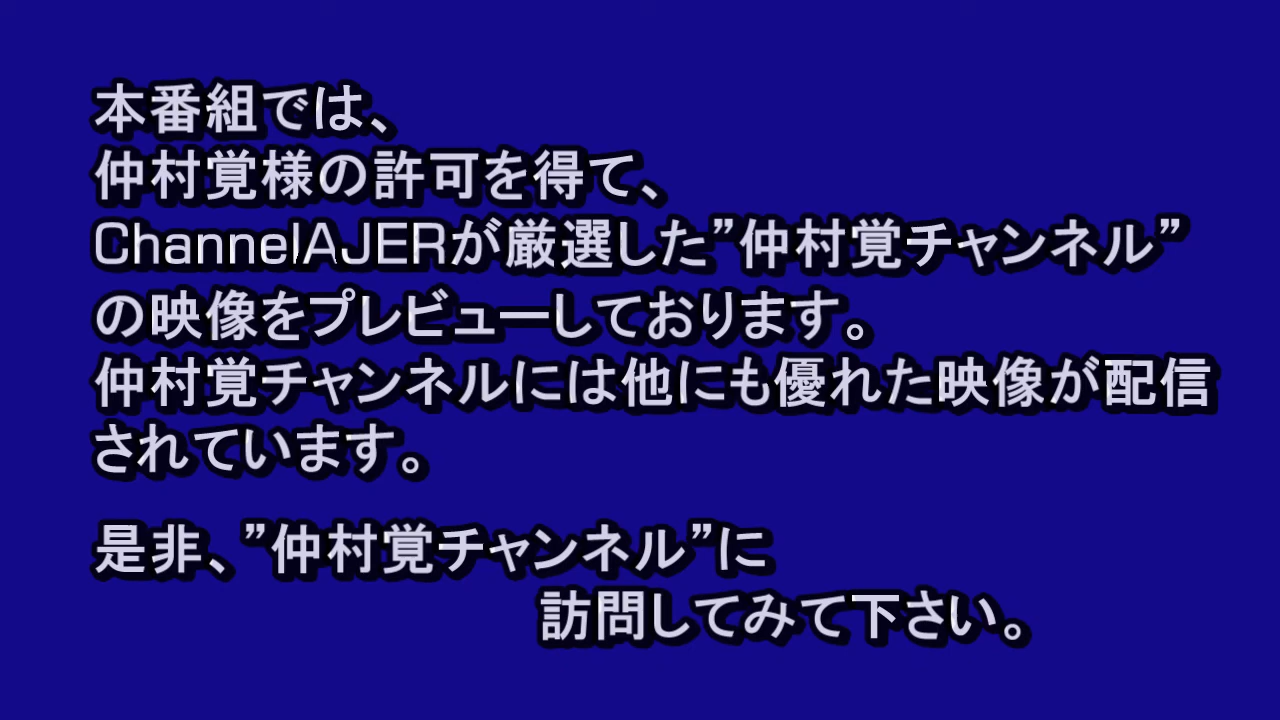 本番組では、
仲村覚様の許可を得て、
ChannelAJERが厳選した”仲村覚チャンネル”
の映像をプレビューしております。
仲村覚チャンネルには他にも優れた映像が配信
されています。
是非、”仲村覚チャンネル”に
訪問してみて下さい。